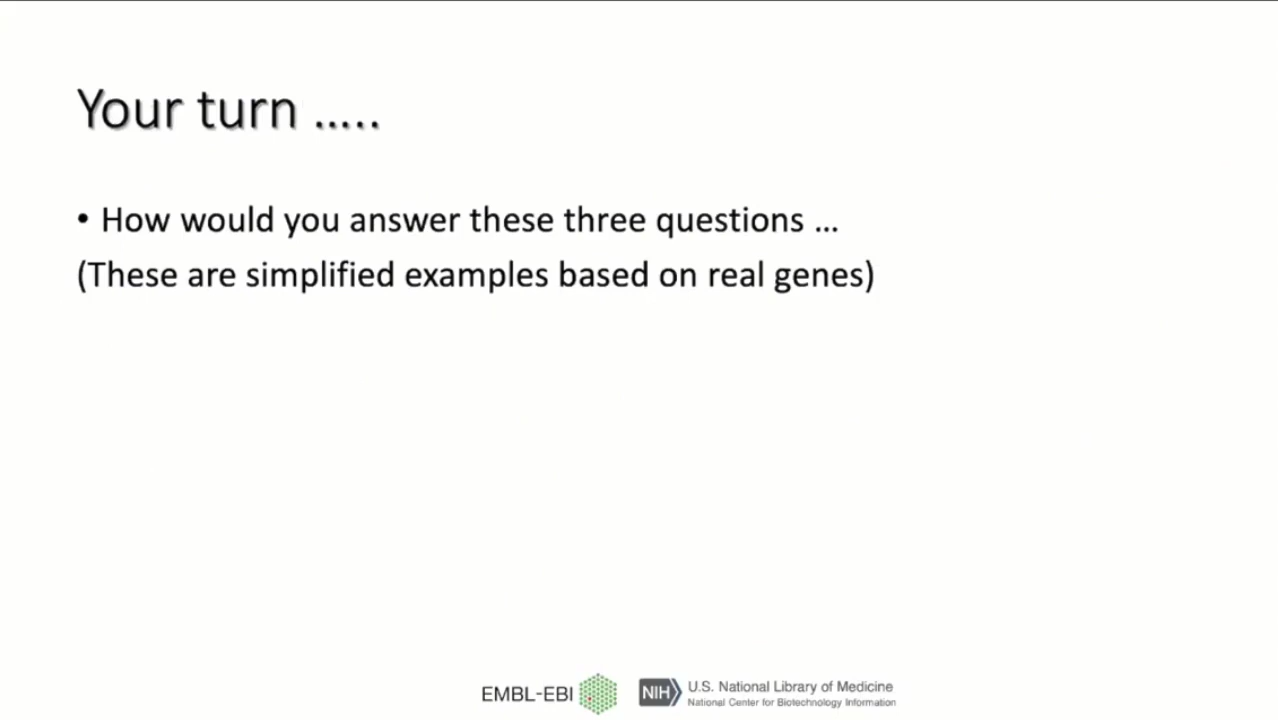 Your turn .....
• How would you answer these three questions ...
(These are simplified examples based on real genes)
EMBL-EBI
NIH
U.S. National Library of Medicine
National Center for Biotechnology Information